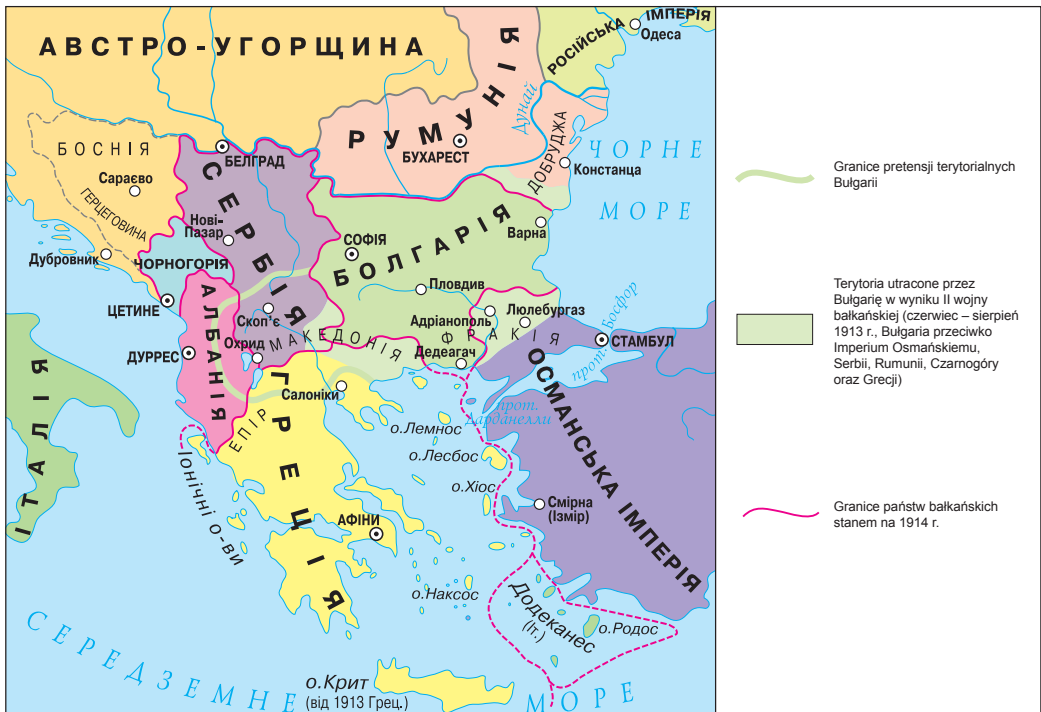 АВСТРО-УГОРЩИНА
РОСІЙСЬКА ІМПЕРІЯ
Одеса
РУМУНІЯ
Дунай
БУХАРЕСТ
ДОБРУДЖА
Констанца
ЧОРНЕ
МОРЕ
БОСНІЯ
Сараєво
ГЕРЦЕГОВИНА
БЕЛГРАД
СЕРБІЯ
Нові-
Пазар
Дубровник
ЧОРНОГОРІЯ
ЦЕТИНЕ
СОФІЯ
БОЛГАРІЯ
Варна
Пловдив
Адріанополь
Люлебургаз
прот. Босфор
СТАМБУЛ
АЛБАНІЯ
Скоп'є
МАКЕДОНІЯ
ФРАКІЯ
Охрид
Дедеагач
ДУРРЕС
Салоніки
ЕПІР
ГРЕЦІЯ
прот.
Дарданелли
ОСМАНСЬКА ІМПЕРІЯ
о.Лемнос
о.Лесбос
о.Хіос
Смірна
(Ізмір)
ІТАЛІЯ
Іонічні о-ви
АФІНИ
о.Наксос
Додеканес
(Іт.)
о.Родос
СЕРЕДЗЕМНЕ
МОРЕ
о.Крит
(від 1913 Грец.)
Granice pretensji terytorialnych
Bułgarii
Terytoria utracone przez
Bułgarię w wyniku II wojny
bałkańskiej (czerwiec – sierpień
1913 r., Bułgaria przeciwko
Imperium Osmańskiemu,
Serbii, Rumunii, Czarnogóry
oraz Grecji)
Granice państw bałkańskich
stanem na 1914 r.